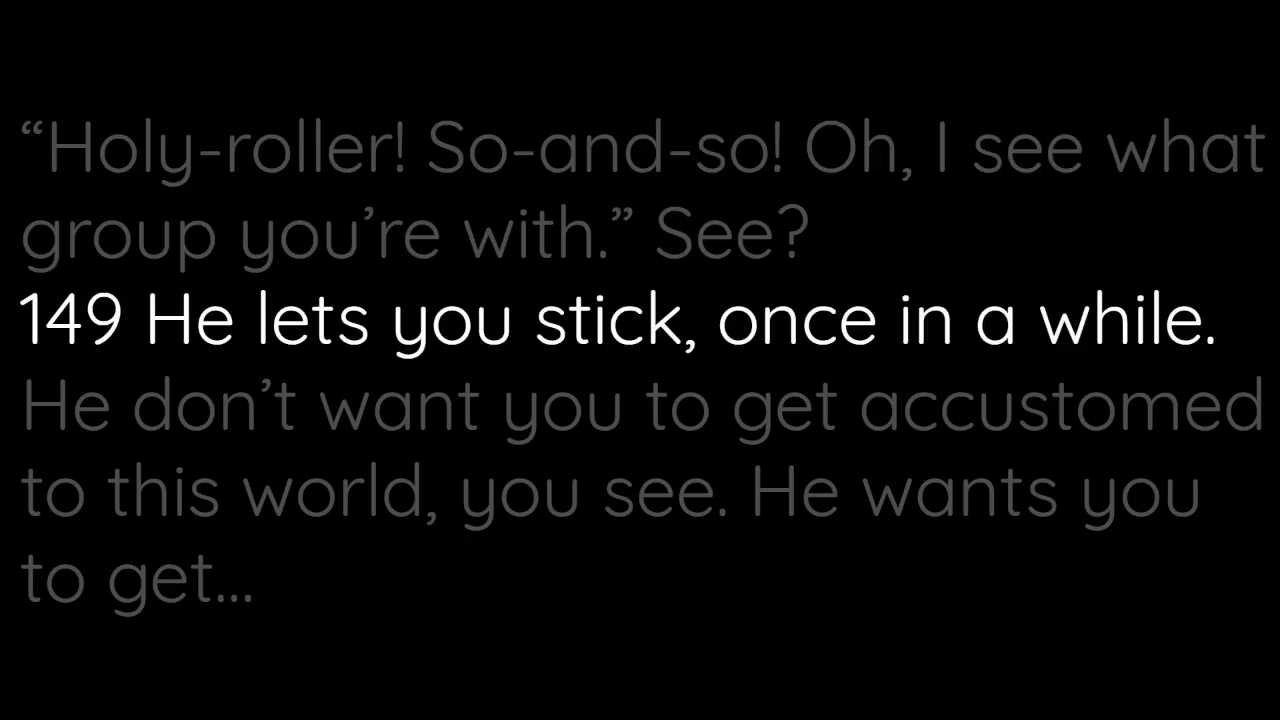 “Holy-roller! So-and-so! Oh, I see what
group you’re with.” See?
149 He lets you stick, once in a while.
He don’t want you to get accustomed
to this world, you see. He wants you
to get...